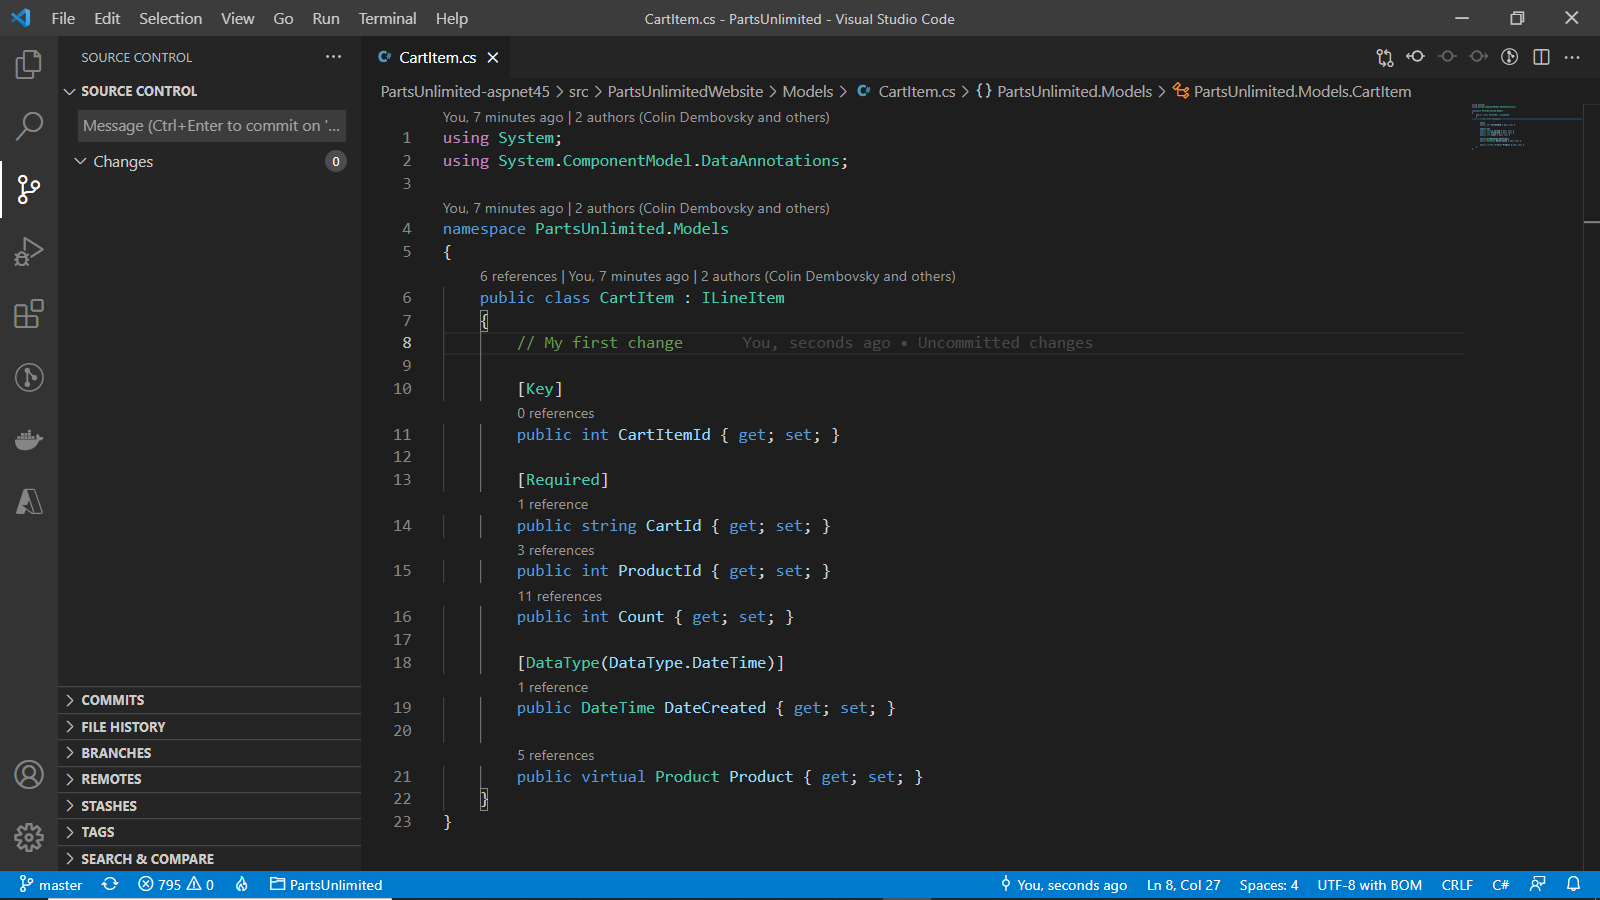 File Edit Selection View Go Run Terminal Help
CartItem.cs - PartsUnlimited - Visual Studio Code
SOURCE CONTROL
SOURCE CONTROL
Message (Ctrl+Enter to commit on '...
Changes 0
COMMITS
FILE HISTORY
BRANCHES
REMOTES
STASHES
TAGS
SEARCH & COMPARE
C# CartItem.cs
PartsUnlimited-aspnet45 > src > PartsUnlimitedWebsite > Models > C# CartItem.cs > {} PartsUnlimited.Models > PartsUnlimited.Models.CartItem
You, 7 minutes ago | 2 authors (Colin Dembovsky and others)
1 using System;
2 using System.ComponentModel.DataAnnotations;
3
You, 7 minutes ago | 2 authors (Colin Dembovsky and others)
4 namespace PartsUnlimited.Models
5 {
6 references | You, 7 minutes ago | 2 authors (Colin Dembovsky and others)
6 public class CartItem : ILineItem
7 {
8 // My first change You, seconds ago • Uncommitted changes
9
10 [Key]
0 references
11 public int CartItemId { get; set; }
12
13 [Required]
1 reference
14 public string CartId { get; set; }
3 references
15 public int ProductId { get; set; }
11 references
16 public int Count { get; set; }
17
18 [DataType(DataType.DateTime)]
1 reference
19 public DateTime DateCreated { get; set; }
20
5 references
21 public virtual Product Product { get; set; }
22 }
23 }
master 795 0 PartsUnlimited You, seconds ago Ln 8, Col 27 Spaces: 4 UTF-8 with BOM CRLF C#